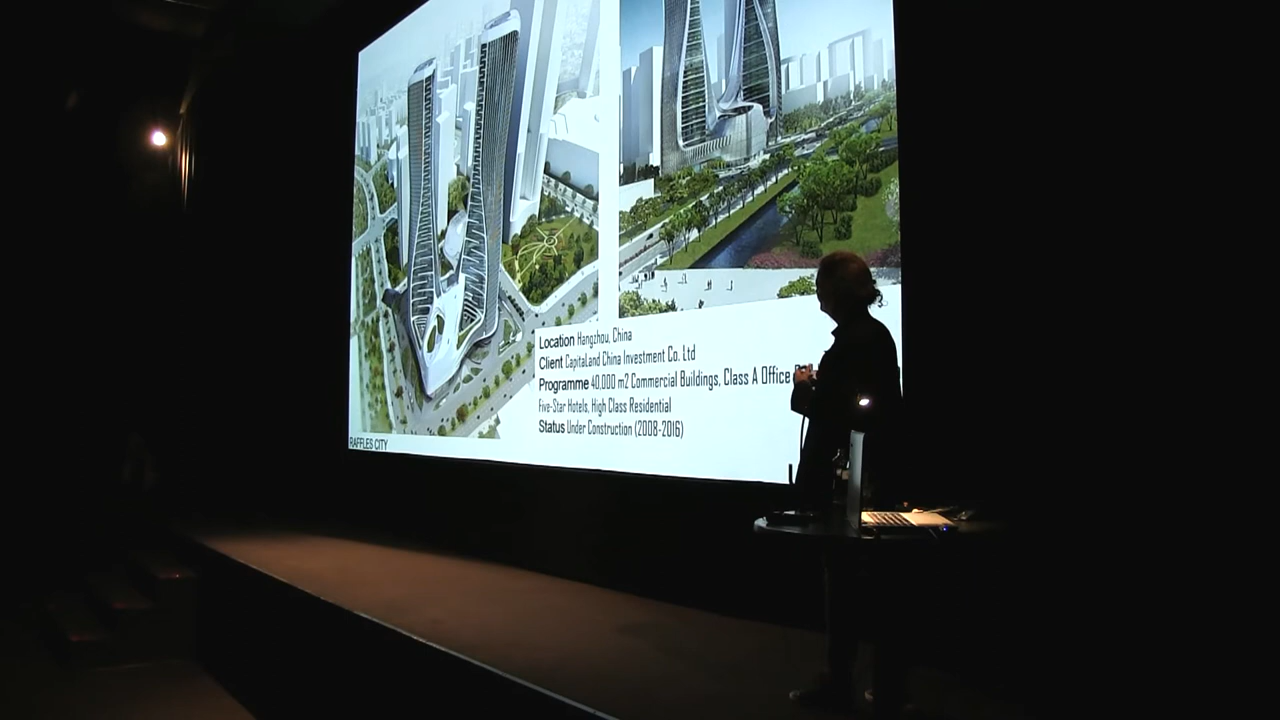 Location Hangzhou, China
Client CapitaLand China Investment Co. Ltd
Programme 40,000 m2 Commercial Buildings, Class A Office
Five-Star Hotels, High Class Residential
Status Under Construction (2008-2016)
RAFFLES CITY